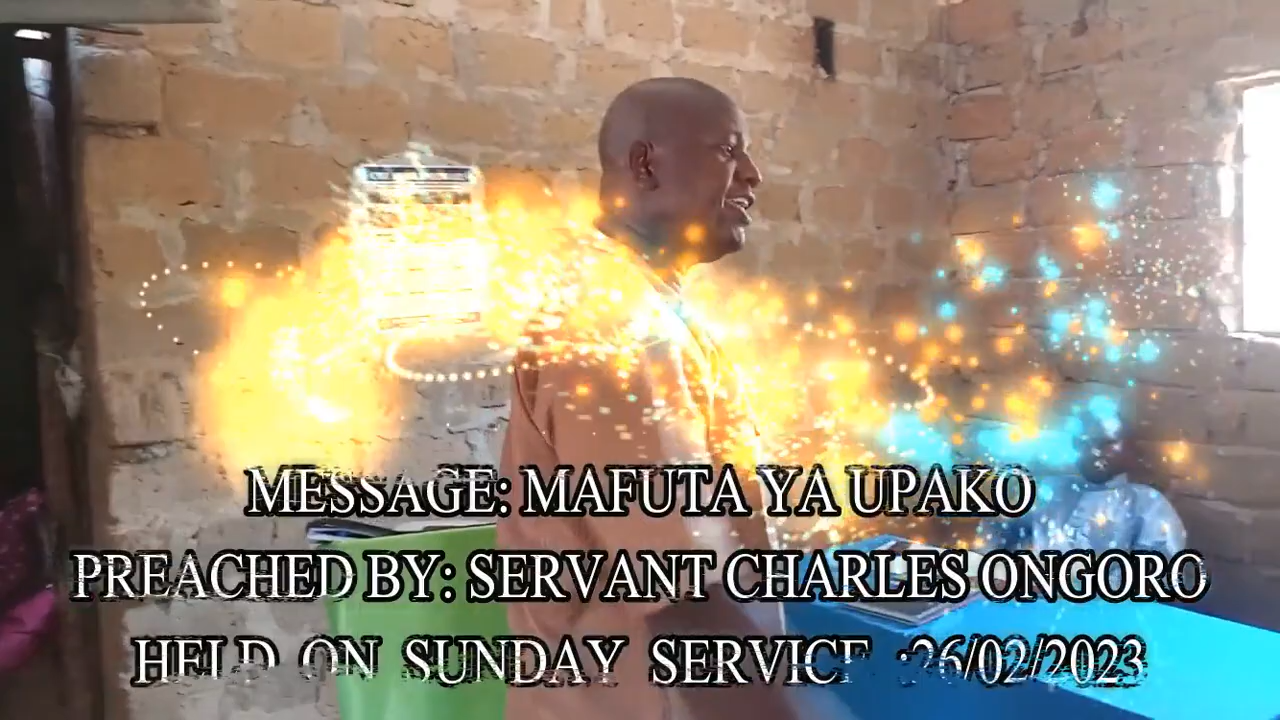 MESSAGE: MAFUTA YA UPAKO
PREACHED BY: SERVANT CHARLES ONGORO
HELD ON SUNDAY SERVICE :26/02/2023